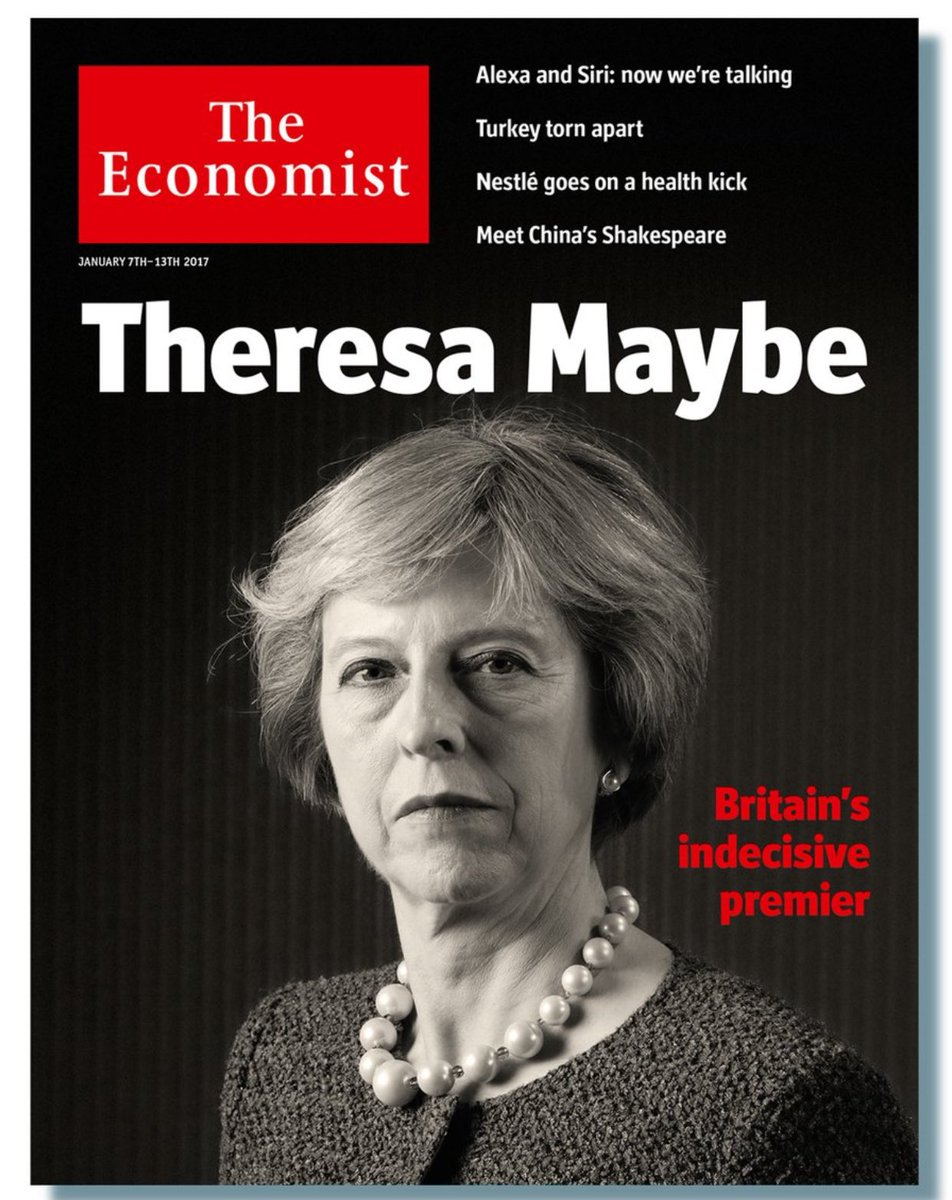 The
Economist
JANUARY 7TH–13TH 2017
Alexa and Siri: now we're talking
Turkey torn apart
Nestlé goes on a health kick
Meet China's Shakespeare
Theresa Maybe
Britain's
indecisive
premier